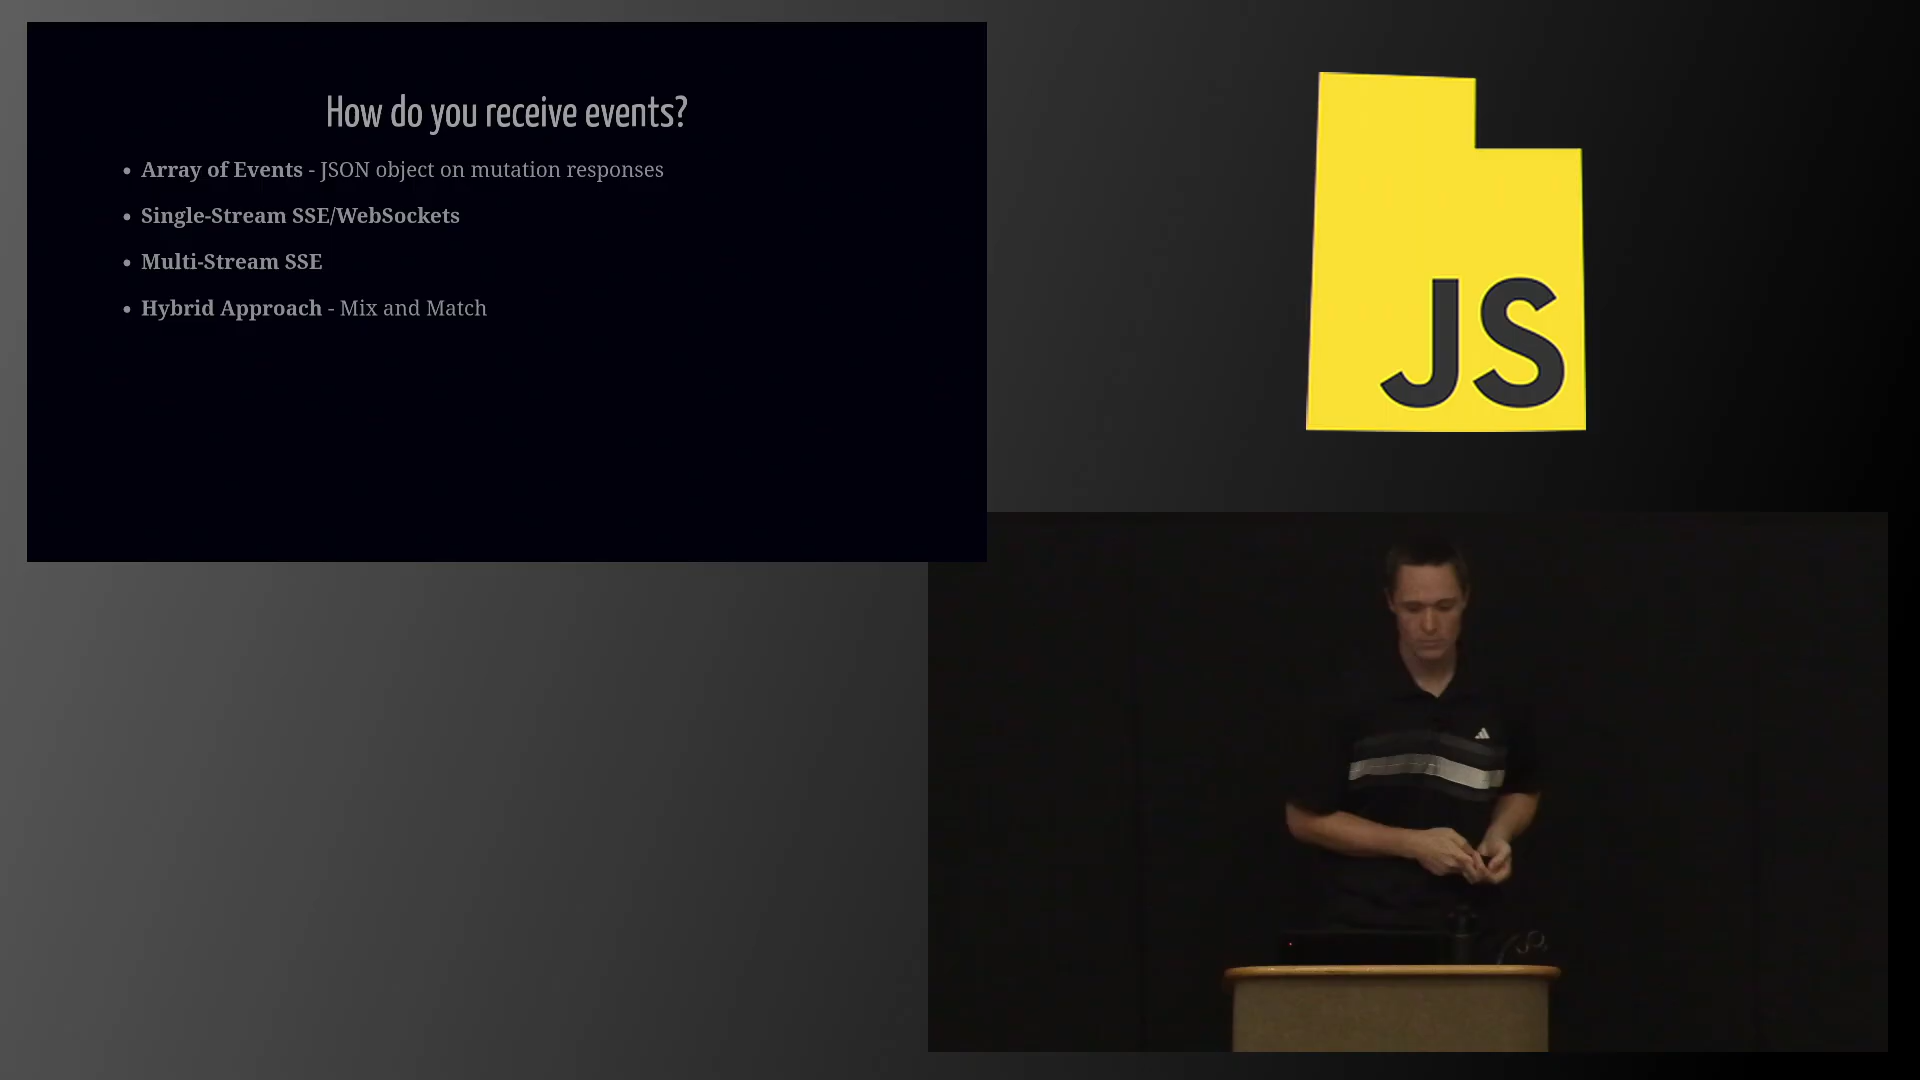 How do you receive events?
• Array of Events - JSON object on mutation responses
• Single-Stream SSE/WebSockets
• Multi-Stream SSE
• Hybrid Approach - Mix and Match
JS